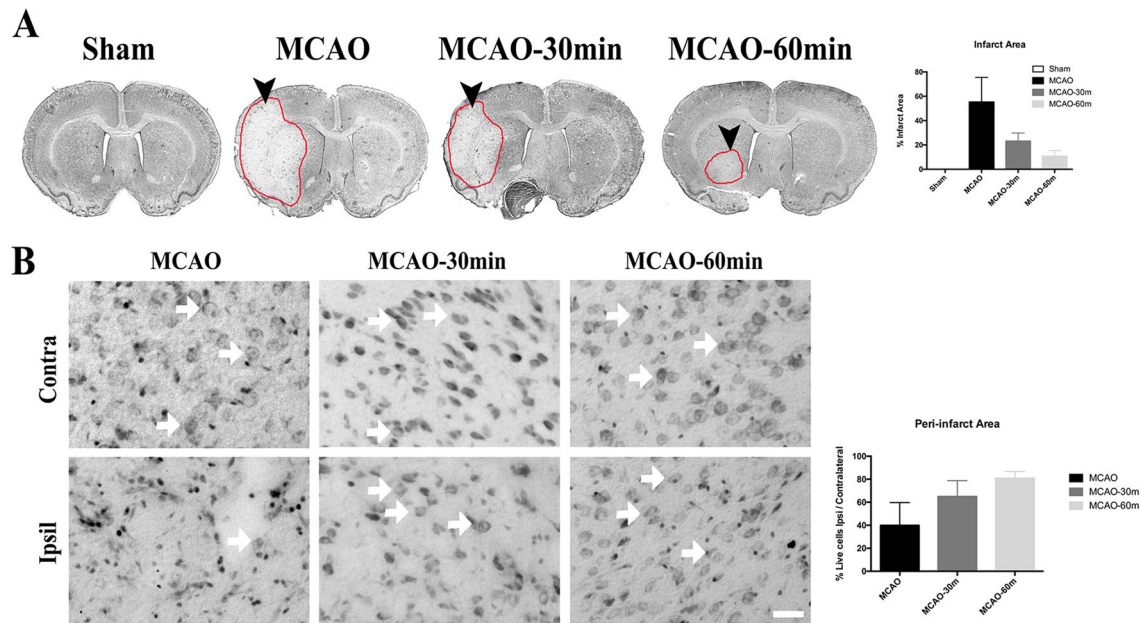 A
Sham
MCAO
MCAO-30min
MCAO-60min
Infarct Area
% Infarct Area
80
60
40
20
0
Sham
MCAO
MCAO-30m
MCAO-60m
Sham
MCAO
MCAO-30m
MCAO-60m
B
MCAO
MCAO-30min
MCAO-60min
Contra
Ipsil
Peri-infarct Area
% Live cells Ipsi / Contralateral
100
80
60
40
20
0
MCAO
MCAO-30m
MCAO-60m
MCAO
MCAO-30m
MCAO-60m